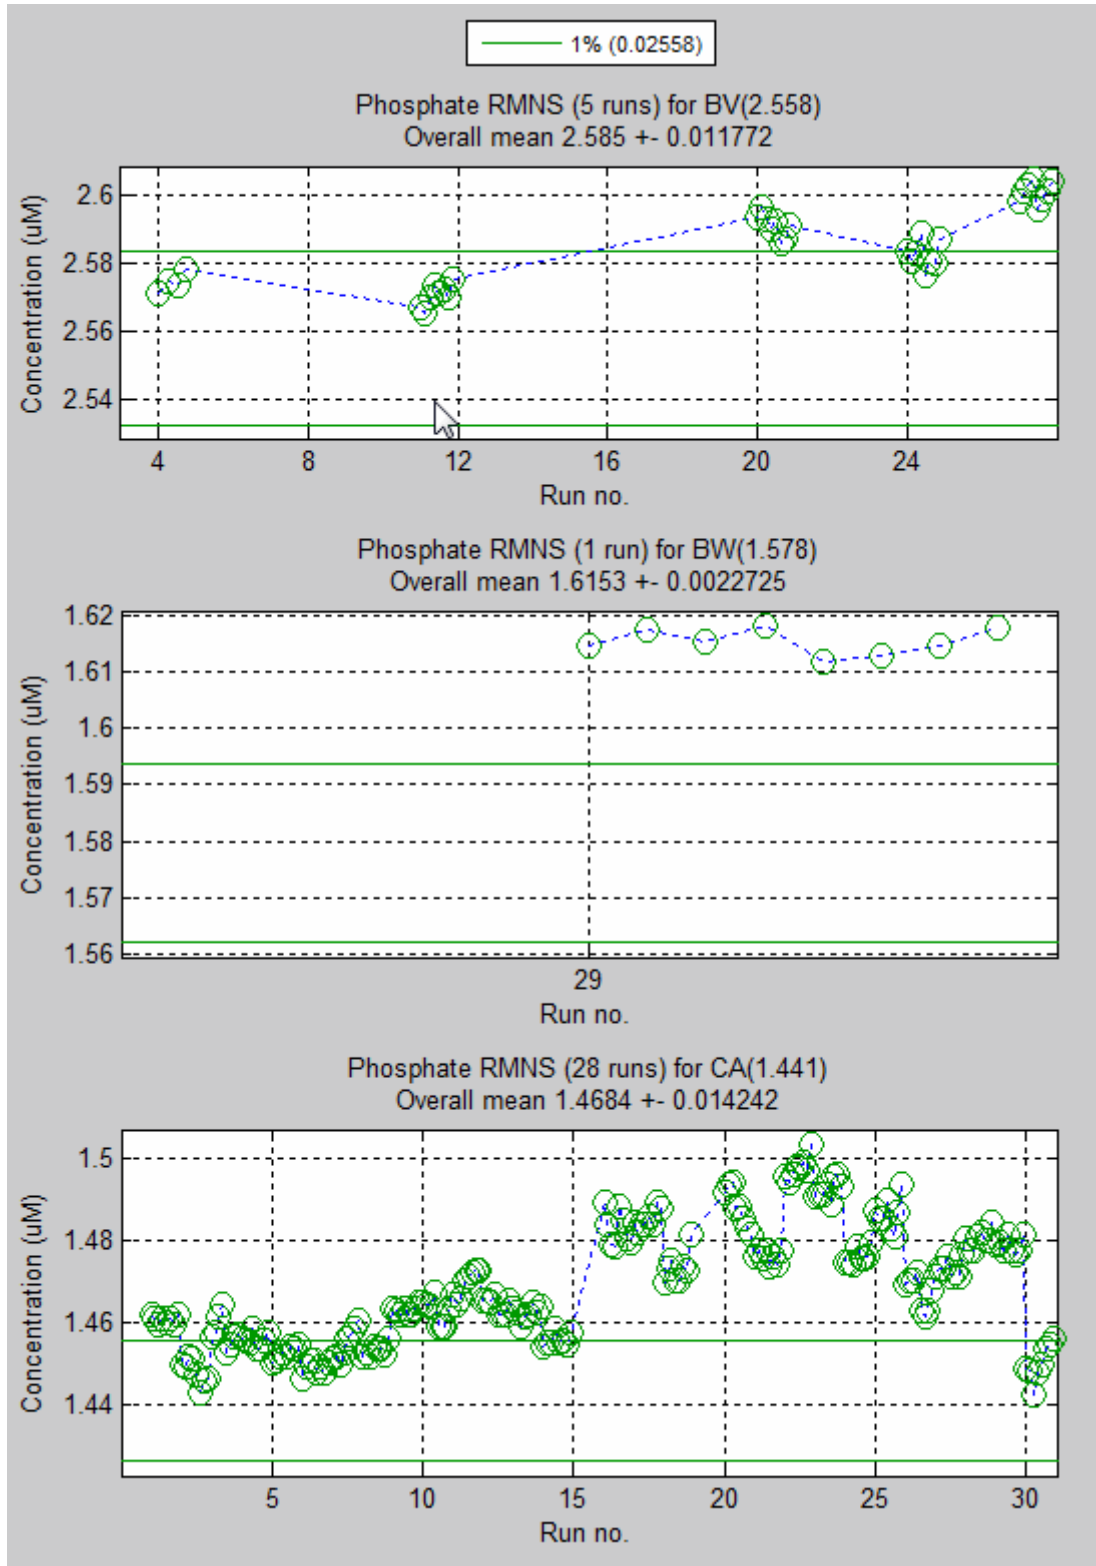 1% (0.02558)
Phosphate RMNS (5 runs) for BV(2.558)
Overall mean 2.585 +- 0.011772
2.6
2.58
2.56
2.54
Concentration (uM)
4 8 12 16 20 24
Run no.
Phosphate RMNS (1 run) for BW(1.578)
Overall mean 1.6153 +- 0.0022725
1.62
1.61
1.6
1.59
1.58
1.57
1.56
Concentration (uM)
29
Run no.
Phosphate RMNS (28 runs) for CA(1.441)
Overall mean 1.4684 +- 0.014242
1.5
1.48
1.46
1.44
Concentration (uM)
5 10 15 20 25 30
Run no.